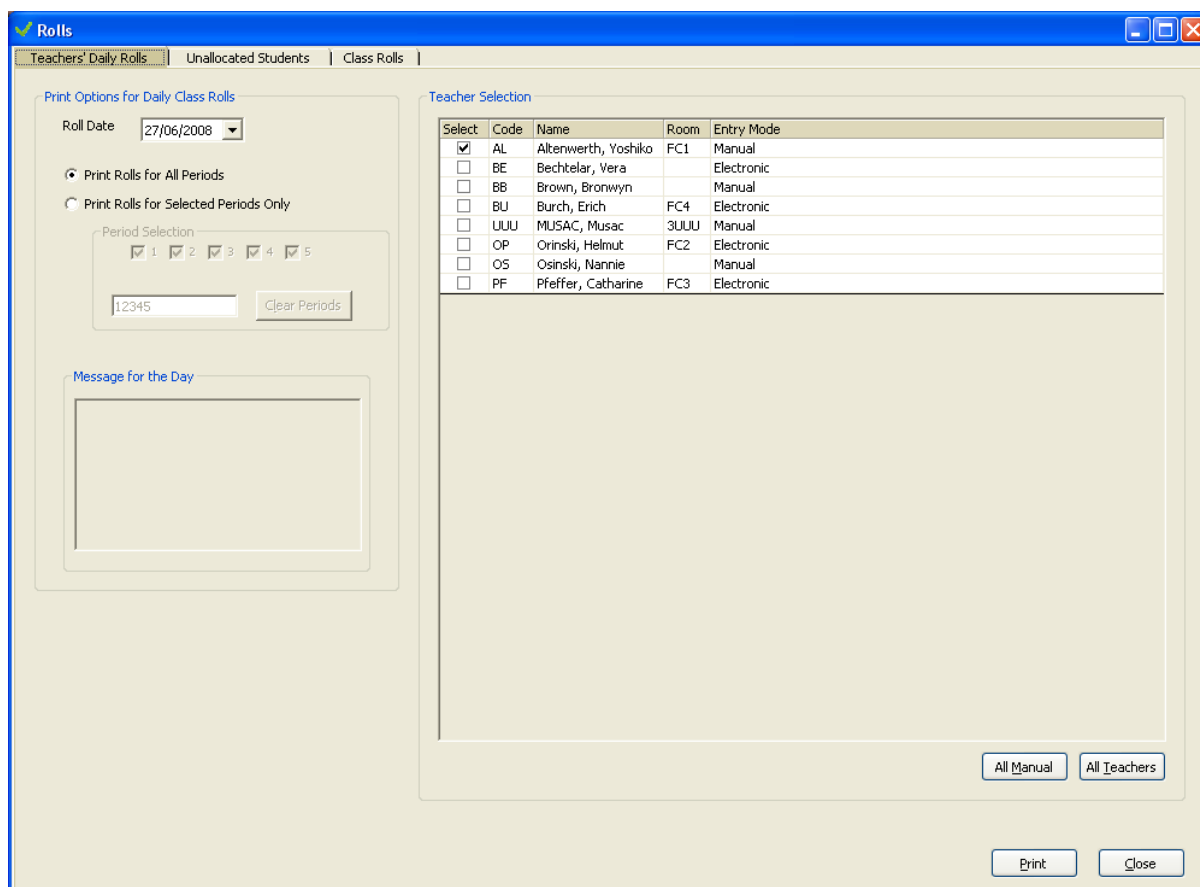 Rolls
Teachers' Daily Rolls Unallocated Students Class Rolls
Print Options for Daily Class Rolls
Roll Date 27/06/2008
Print Rolls for All Periods
Print Rolls for Selected Periods Only
Period Selection
1 2 3 4 5
12345 Clear Periods
Message for the Day
Teacher Selection
Select Code Name Room Entry Mode
AL Altenwerth, Yoshiko FC1 Manual
BE Bechtelar, Vera Electronic
BB Brown, Bronwyn Manual
BU Burch, Erich FC4 Electronic
UUU MUSAC, Musac 3UUU Manual
OP Orinski, Helmut FC2 Electronic
OS Osinski, Nannie Manual
PF Pfeffer, Catharine FC3 Electronic
All Manual All Teachers
Print Close